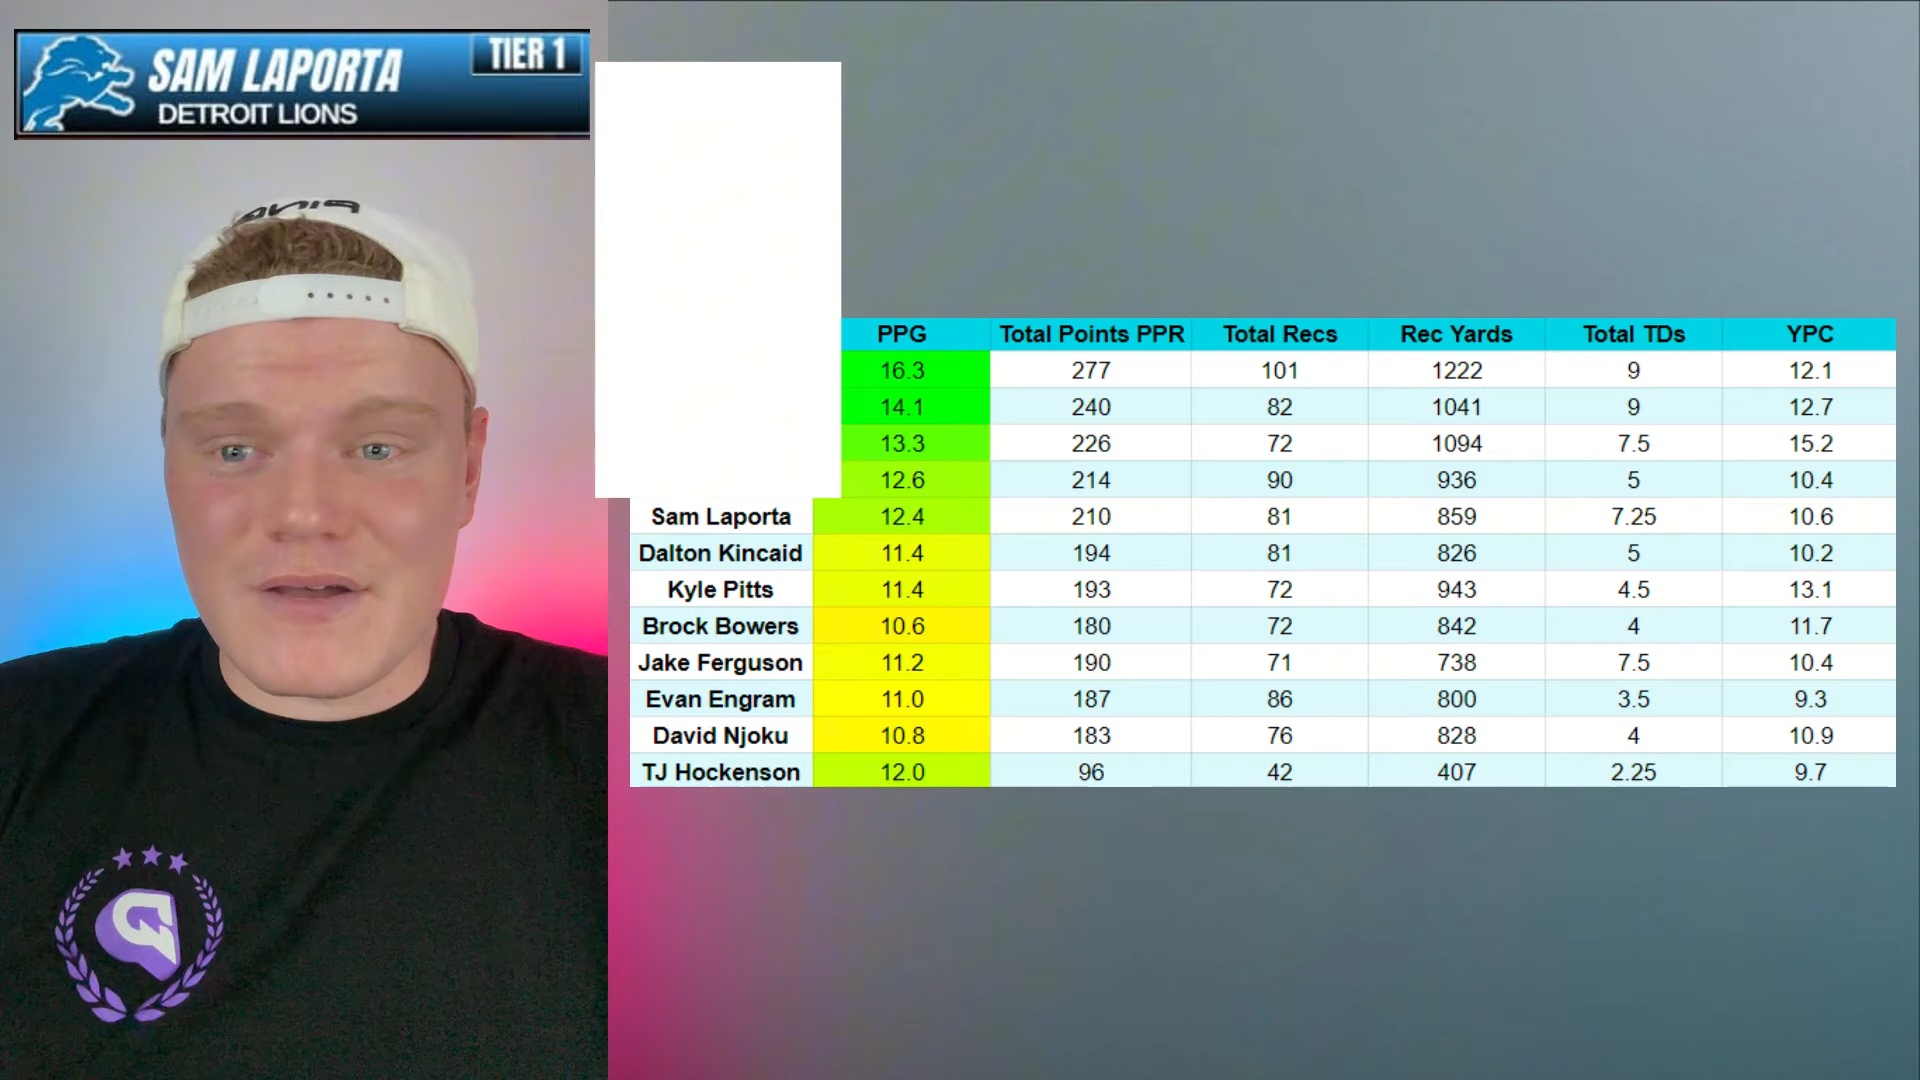 SAM LAPORTA
TIER 1
DETROIT LIONS
PPG Total Points PPR Total Recs Rec Yards Total TDs YPC
16.3 277 101 1222 9 12.1
14.1 240 82 1041 9 12.7
13.3 226 72 1094 7.5 15.2
12.6 214 90 936 5 10.4
Sam Laporta 12.4 210 81 859 7.25 10.6
Dalton Kincaid 11.4 194 81 826 5 10.2
Kyle Pitts 11.4 193 72 943 4.5 13.1
Brock Bowers 10.6 180 72 842 4 11.7
Jake Ferguson 11.2 190 71 738 7.5 10.4
Evan Engram 11.0 187 86 800 3.5 9.3
David Njoku 10.8 183 76 828 4 10.9
TJ Hockenson 12.0 96 42 407 2.25 9.7